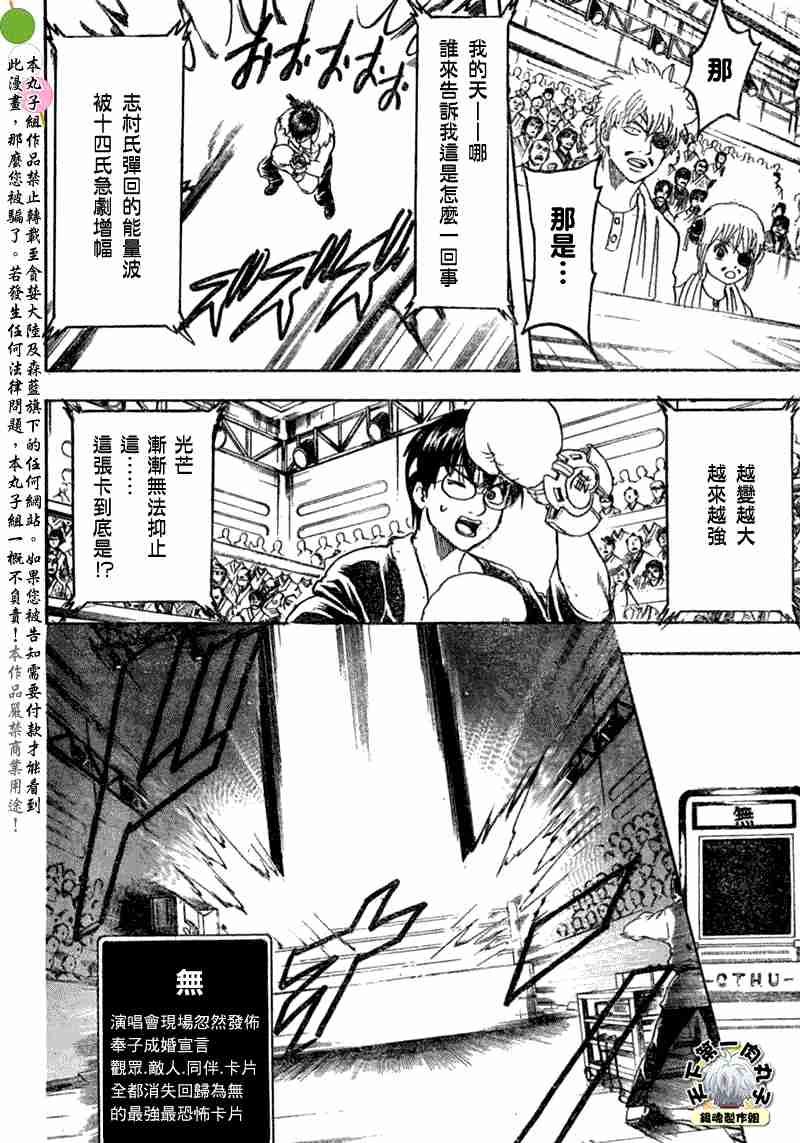 那
那是…
我的天——哪
誰來告訴我這是怎麼一回事
志村氏彈回的能量波
被十四氏急劇增幅
おおおお
越變越大
越來越強
光芒
漸漸無法抑止
這……
這張卡到底是!?
無
-OTHU-
無
演唱會現場忽然發佈
奉子成婚宣言
觀眾.敵人.同伴.卡片
全都消失回歸為無
的最強最恐怖卡片
本丸子組作品禁止轉載至貪婪大陸及森藍旗下的任何網站。如果您被告知需要付款才能看到
此漫畫，那麼您被騙了。若發生任何法律問題，本丸子組一概不負責！本作品嚴禁商業用途！
天下第一肉丸子
銀魂製作組